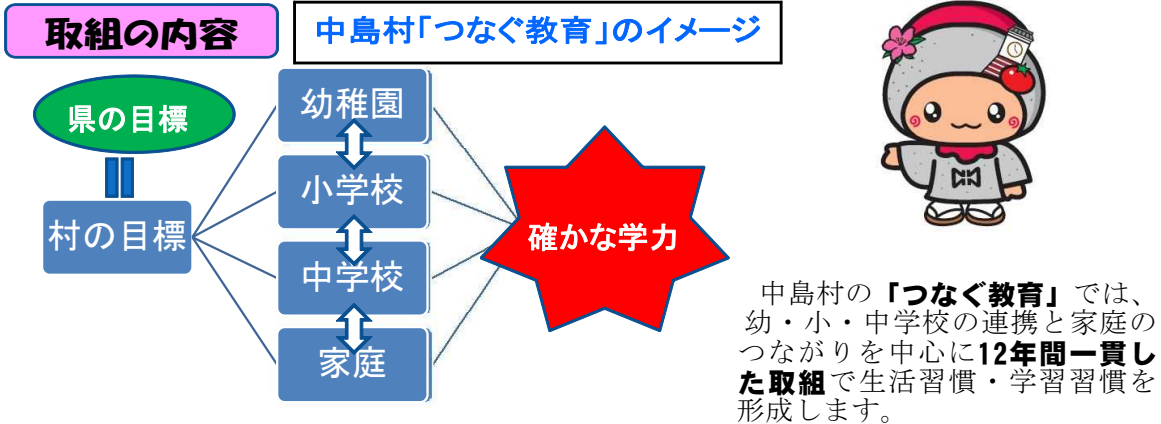 取組の内容
中島村「つなぐ教育」のイメージ
県の目標
村の目標
幼稚園
小学校
中学校
家庭
確かな学力
中島村の「つなぐ教育」では、
幼・小・中学校の連携と家庭の
つながりを中心に12年間一貫し
た取組で生活習慣・学習習慣を
形成します。